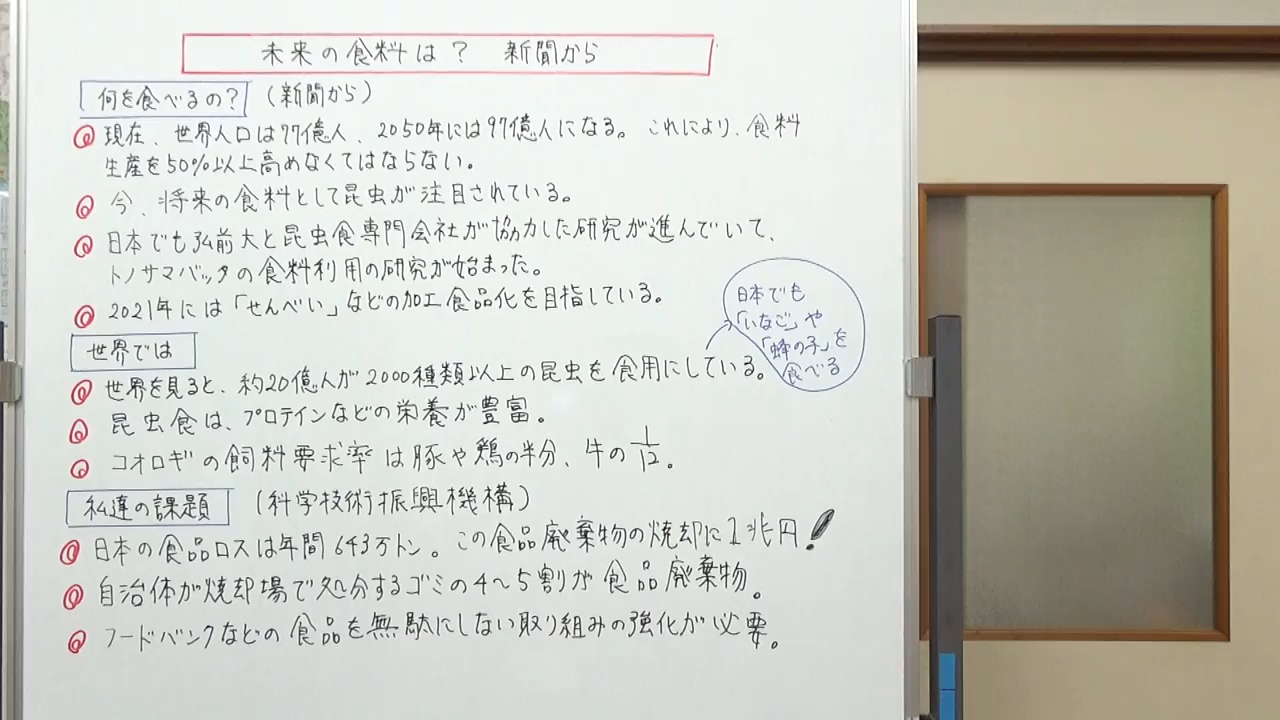 未来の食料は？ 新聞から
何を食べるの？ (新聞から)
現在、世界人口は77億人、2050年には97億人になる。これにより、食料
生産を50%以上高めなくてはならない。
今、将来の食料として昆虫が注目されている。
日本でも弘前大と昆虫食専門会社が協力した研究が進んでいて、
トノサマバッタの食料利用の研究が始まった。
2021年には「せんべい」などの加工食品化を目指している。
日本でも
「いなご」や
「蜂の子」を
食べる
世界では
世界を見ると、約20億人が2000種類以上の昆虫を食用にしている。
昆虫食は、プロテインなどの栄養が豊富。
コオロギの飼料要求率は豚や鶏の半分、牛の1/12。
私達の課題 (科学技術振興機構)
日本の食品ロスは年間643万トン。この食品廃棄物の焼却に1兆円!
自治体が焼却場で処分するゴミの4〜5割が食品廃棄物。
フードバンクなどの食品を無駄にしない取り組みの強化が必要。